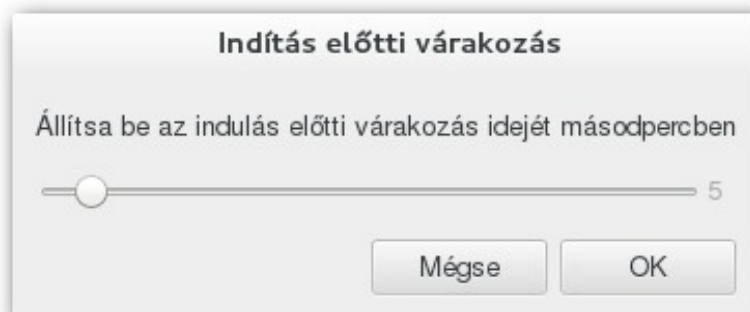 Indítás előtti várakozás
Állítsa be az indulás előtti várakozás idejét másodpercben
5
Mégse
OK